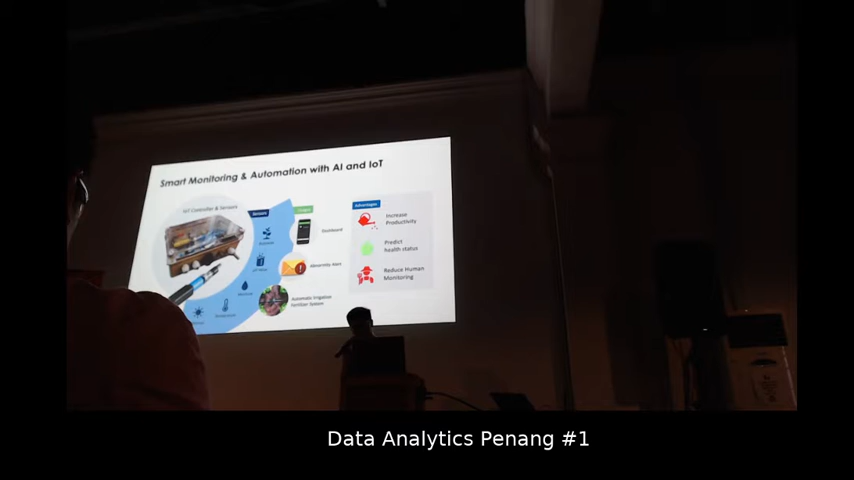 Smart Monitoring & Automation with AI and IoT
IoT Controller & Sensors
Sensors
Dashboard
Abnormality Alert
Automatic Irrigation
Fertilizer System
Advantages
Increase
Productivity
Predict
health status
Reduce Human
Monitoring
Data Analytics Penang #1